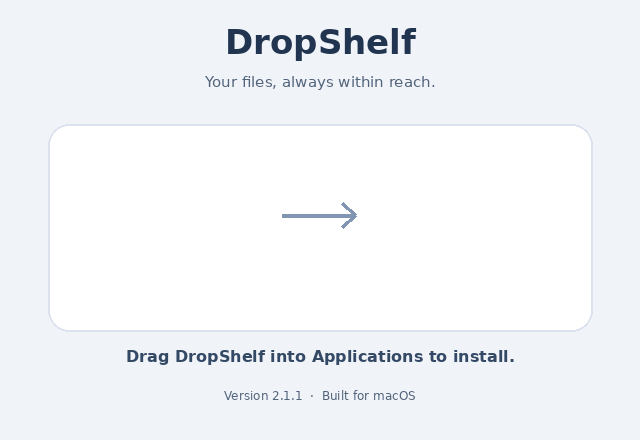 DropShelf
Your files, always within reach.
Drag DropShelf into Applications to install.
Version 2.1.1 · Built for macOS